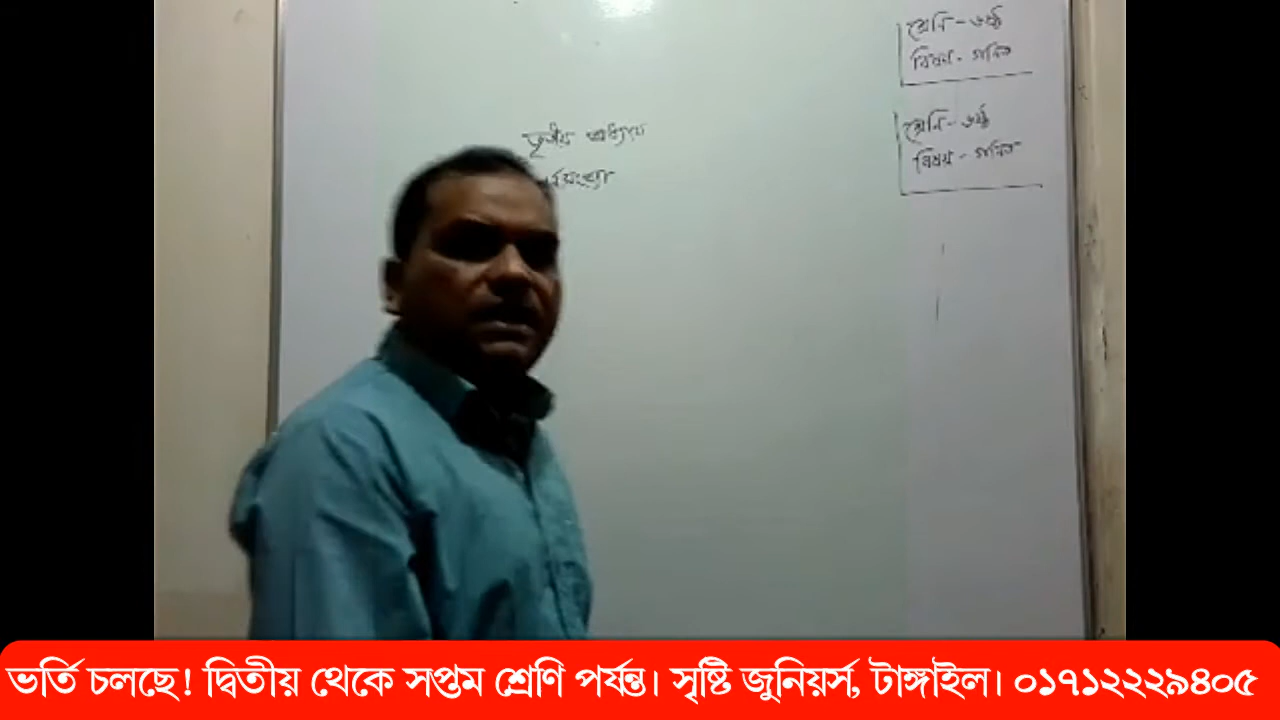 শ্রেণি - ৬ষ্ঠ
বিষয় - গণিত
শ্রেণি - ৬ষ্ঠ
বিষয় - গণিত
তৃতীয় অধ্যায়
ভর্তি চলছে! দ্বিতীয় থেকে সপ্তম শ্রেণি পর্যন্ত। সৃষ্টি জুনিয়র্স, টাঙ্গাইল। ০১৭১২২২৯৪০৫